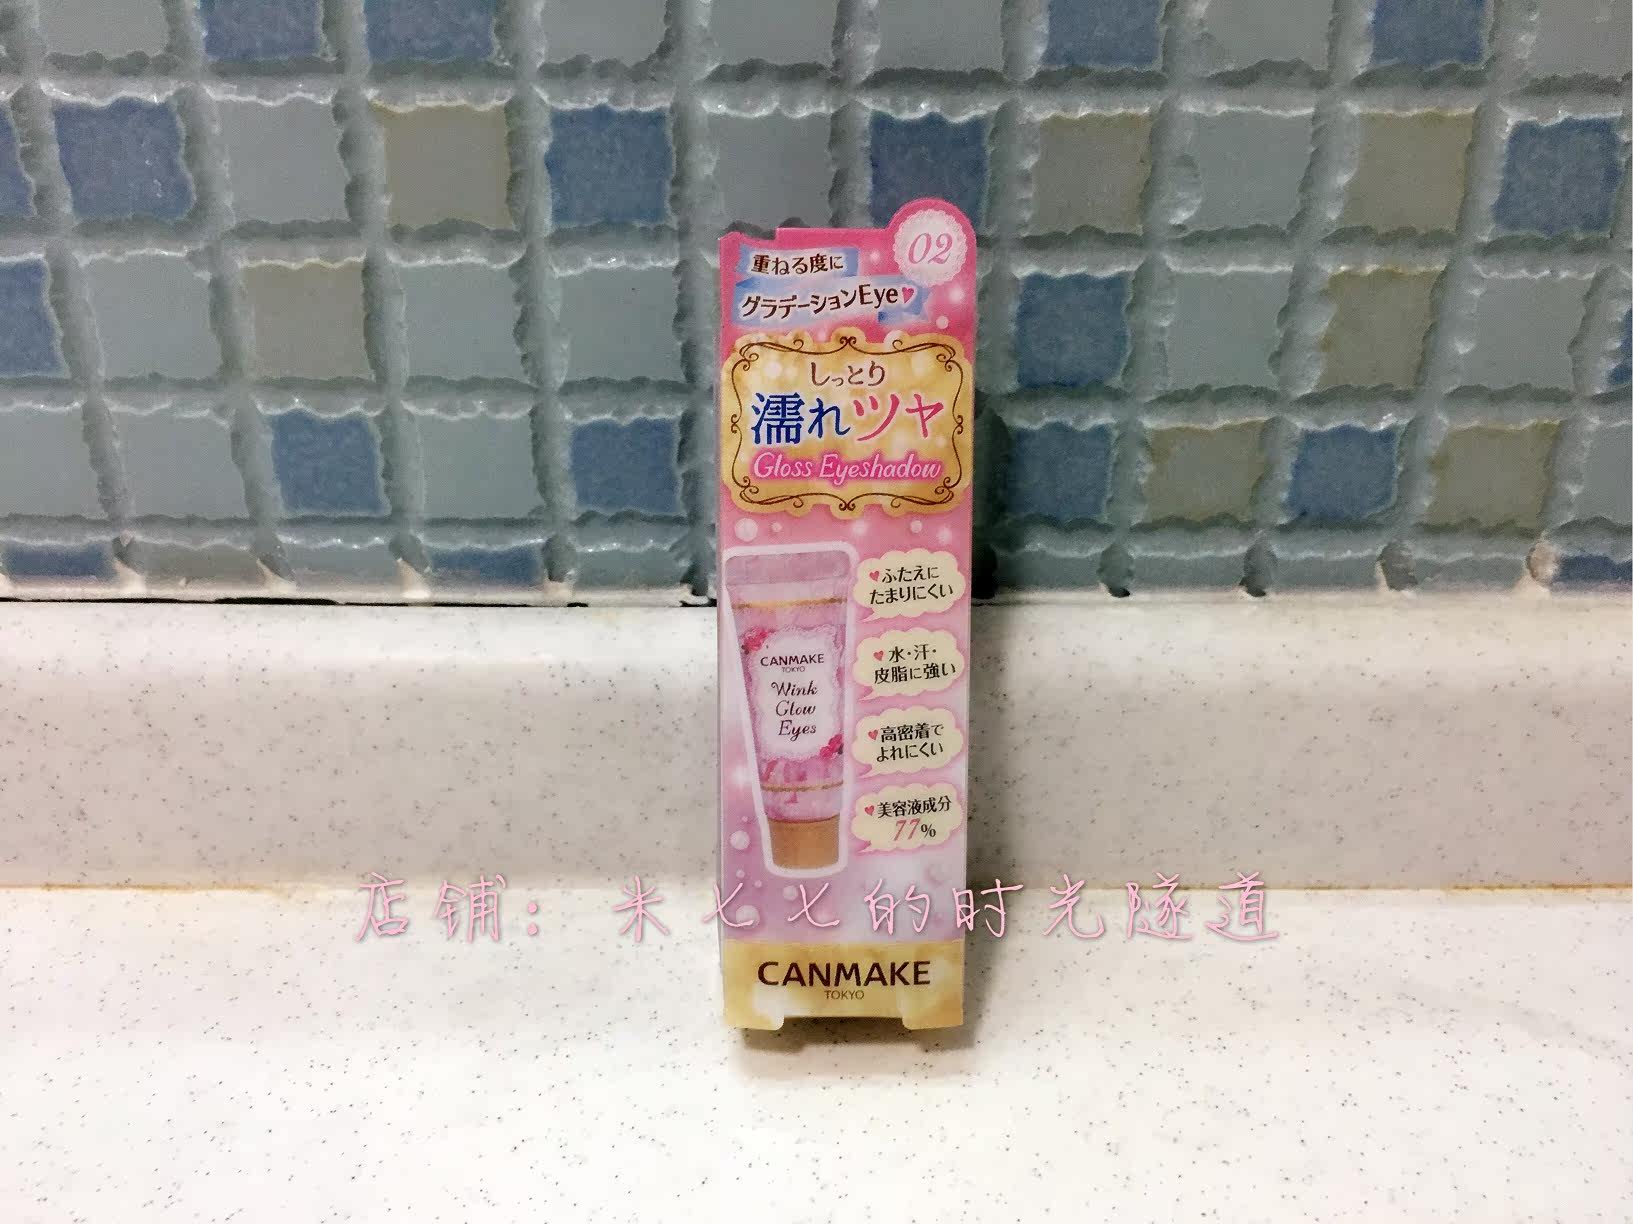 02
重ねる度に
グラデーションEye♥
しっとり
濡れツヤ
Gloss Eyeshadow
♥ふたえに
たまりにくい
♥水・汗・
皮脂に強い
♥高密着で
よれにくい
♥美容液成分
77%
CANMAKE
TOKYO
Wink
Glow
Eyes
店铺：米七七的时光隧道
CANMAKE
TOKYO